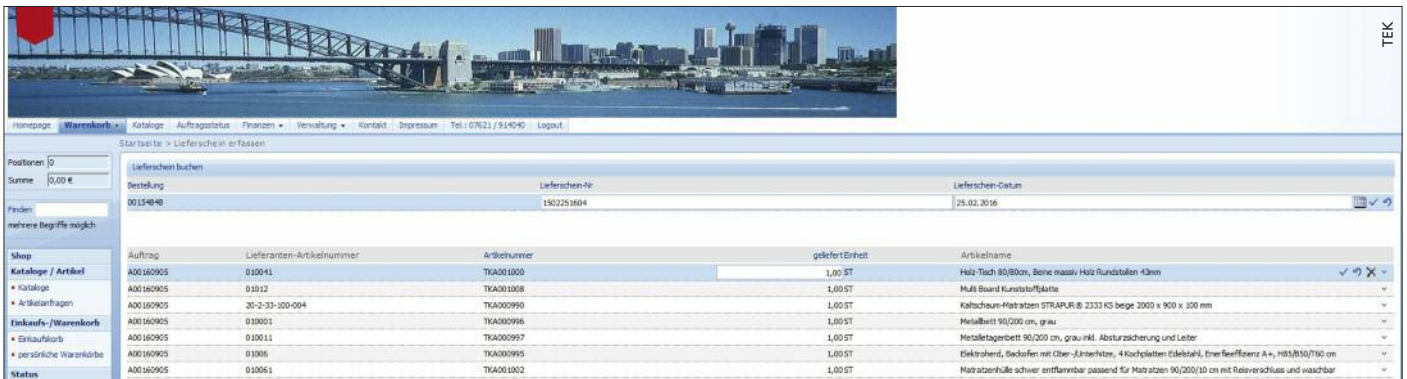 TEK
Homepage Warenkorb Kataloge Auftragsstatus Finanzen Verwaltung Kontakt Impressum Tel.: 07621 / 914040 Logout
Startseite > Lieferschein erfassen
Positionen 0
Summe 0,00 €
Finden
mehrere Begriffe möglich
Shop
Kataloge / Artikel
• Kataloge
• Artikelanfragen
Einkaufs-/Warenkorb
• Einkaufskorb
• persönliche Warenkörbe
Status
Lieferschein buchen
Bestellung Lieferschein-Nr Lieferschein-Datum
00154848 1502251604 25.02.2016
Auftrag Lieferanten-Artikelnummer Artikelnummer geliefert Einheit Artikelname
A00160905 010041 TKA001000 1,00 ST Holz-Tisch 80/80cm, Beine massiv Holz Rundstollen 43mm
A00160905 01012 TKA001008 1,00 ST Multi Board Kunststoffplatte
A00160905 20-2-33-100-004 TKA000990 1,00 ST Kaltschaum-Matratzen STRAPUR® 2333 KS beige 2000 x 900 x 100 mm
A00160905 010001 TKA000996 1,00 ST Metallbett 90/200 cm, grau
A00160905 010011 TKA000997 1,00 ST Metalletagenbett 90/200 cm, grau inkl. Absturzsicherung und Leiter
A00160905 01006 TKA000995 1,00 ST Elektroherd, Backofen mit Ober-/Unterhitze, 4 Kochplatten Edelstahl, Enerfieeffizienz A+, H85/B50/T60 cm
A00160905 010061 TKA001002 1,00 ST Matratzenhülle schwer entflammbar passend für Matratzen 90/200/10 cm mit Reisverschluss und waschbar